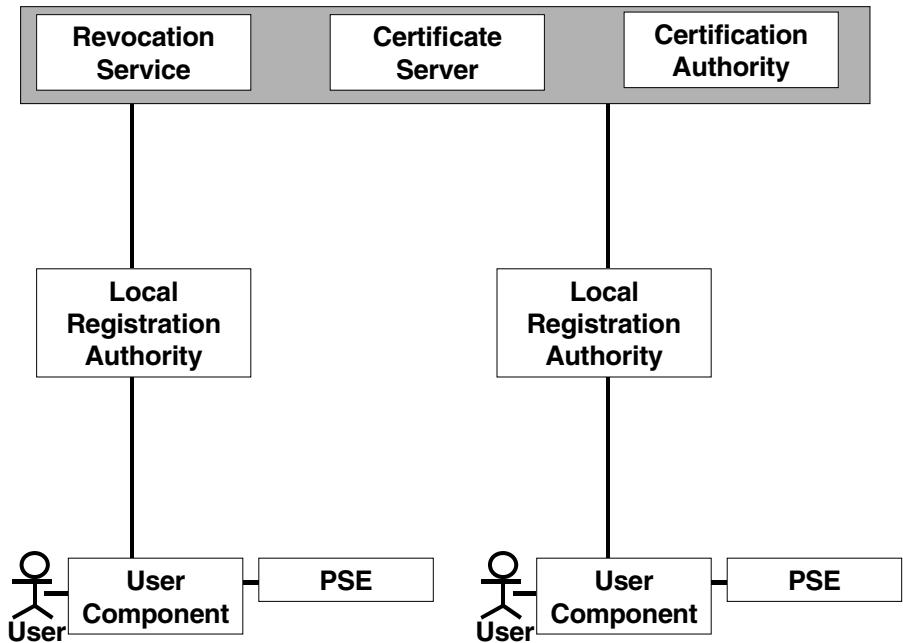 Revocation
Service
Certificate
Server
Certification
Authority
Local
Registration
Authority
Local
Registration
Authority
User
User
Component
PSE
User
User
Component
PSE